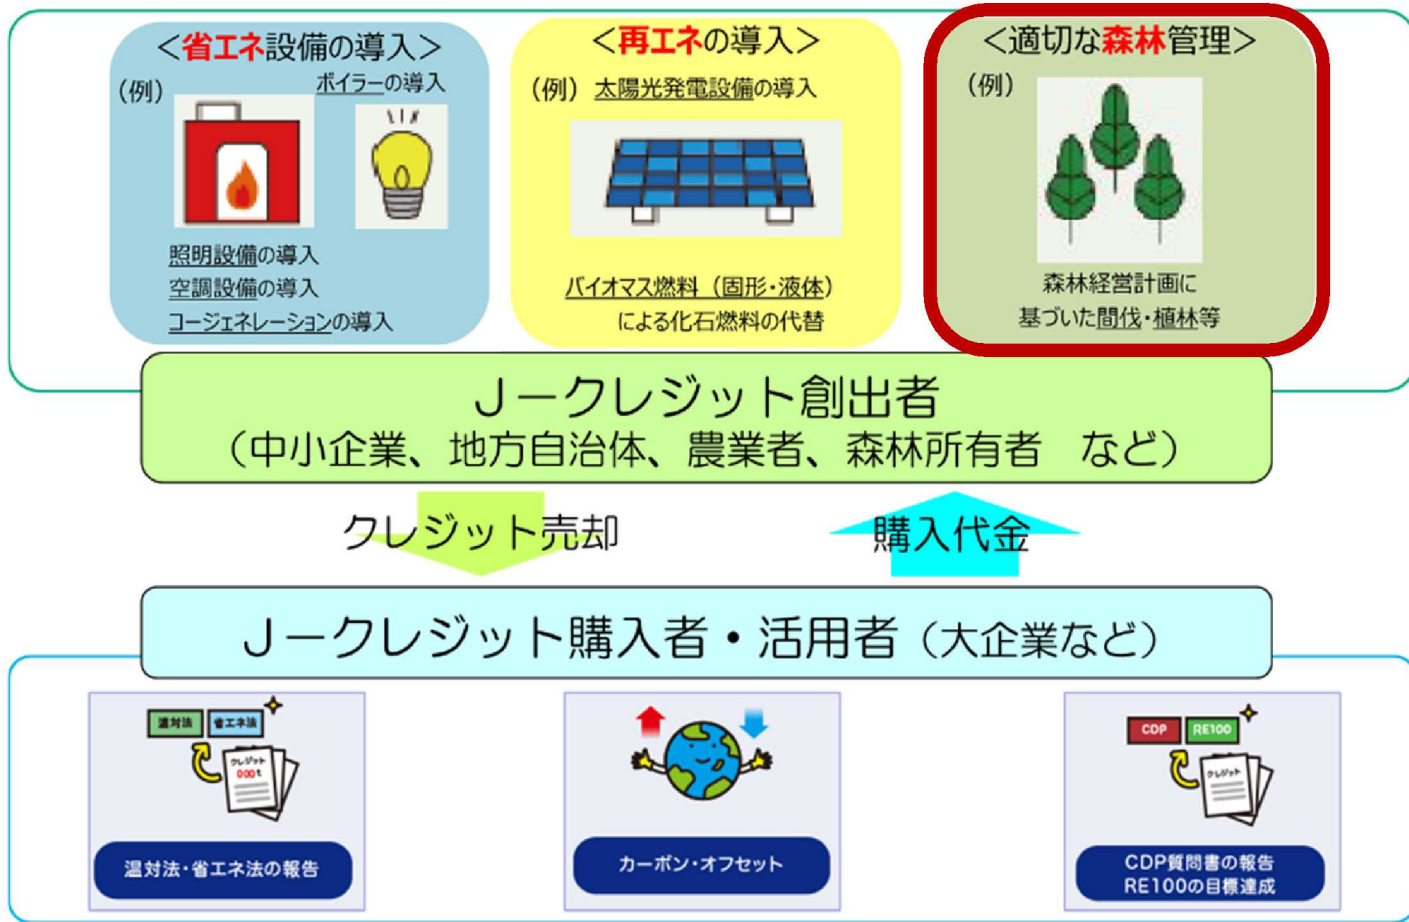 ＜省エネ設備の導入＞
（例）
ボイラーの導入
照明設備の導入
空調設備の導入
コージェネレーションの導入
＜再エネの導入＞
（例）太陽光発電設備の導入
バイオマス燃料（固形・液体）
による化石燃料の代替
＜適切な森林管理＞
（例）
森林経営計画に
基づいた間伐・植林等
Ｊークレジット創出者
（中小企業、地方自治体、農業者、森林所有者　など）
クレジット売却
購入代金
Ｊークレジット購入者・活用者（大企業など）
温対法
省エネ法
クレジット
000t
温対法・省エネ法の報告
カーボン・オフセット
CDP
RE100
クレジット
CDP質問書の報告
RE100の目標達成